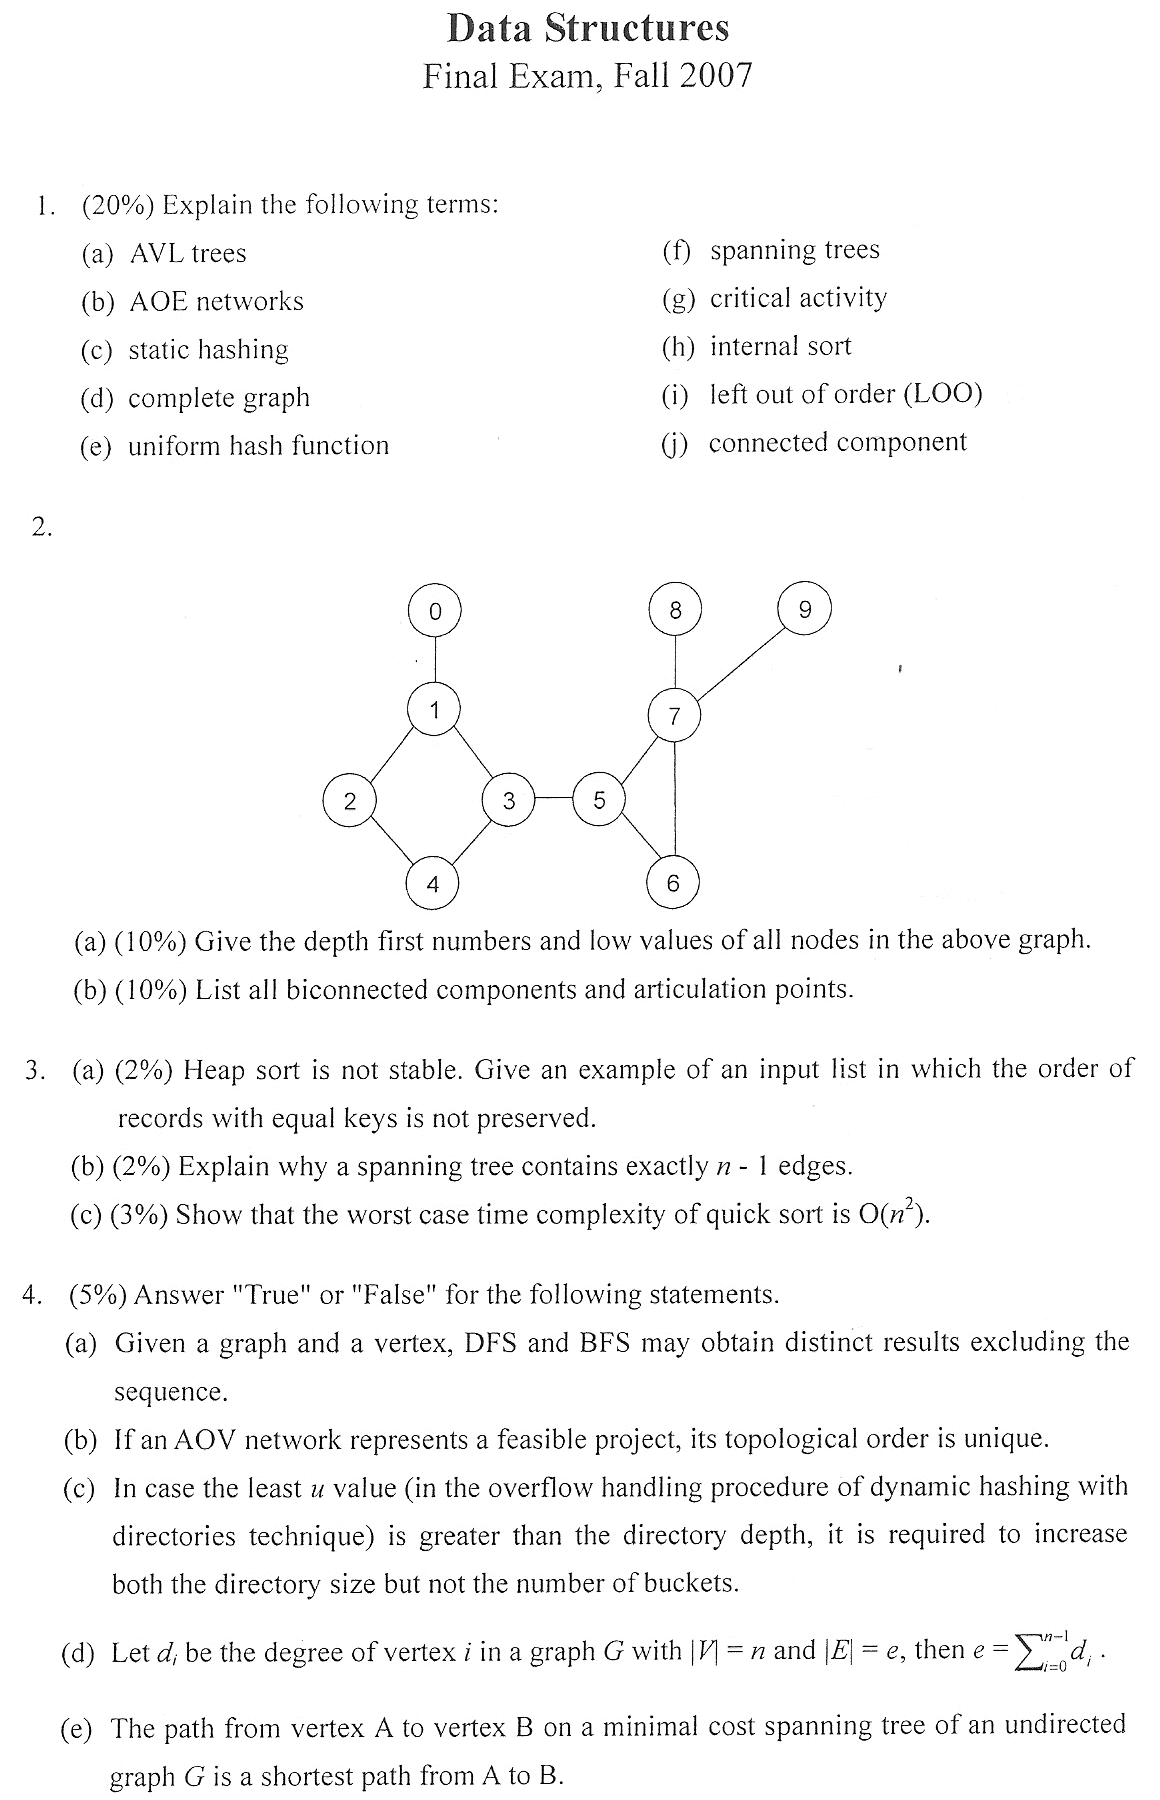 Data Structures
Final Exam, Fall 2007
1. (20%) Explain the following terms:
(a) AVL trees
(b) AOE networks
(c) static hashing
(d) complete graph
(e) uniform hash function
(f) spanning trees
(g) critical activity
(h) internal sort
(i) left out of order (LOO)
(j) connected component
2.
0
8
9
1
7
2
3
5
4
6
(a) (10%) Give the depth first numbers and low values of all nodes in the above graph.
(b) (10%) List all biconnected components and articulation points.
3. (a) (2%) Heap sort is not stable. Give an example of an input list in which the order of
records with equal keys is not preserved.
(b) (2%) Explain why a spanning tree contains exactly n - 1 edges.
(c) (3%) Show that the worst case time complexity of quick sort is O(n²).
4. (5%) Answer "True" or "False" for the following statements.
(a) Given a graph and a vertex, DFS and BFS may obtain distinct results excluding the
sequence.
(b) If an AOV network represents a feasible project, its topological order is unique.
(c) In case the least u value (in the overflow handling procedure of dynamic hashing with
directories technique) is greater than the directory depth, it is required to increase
both the directory size but not the number of buckets.
(d) Let dᵢ be the degree of vertex i in a graph G with |V| = n and |E| = e, then e = ∑ᵢ₌₀ⁿ⁻¹ dᵢ .
(e) The path from vertex A to vertex B on a minimal cost spanning tree of an undirected
graph G is a shortest path from A to B.